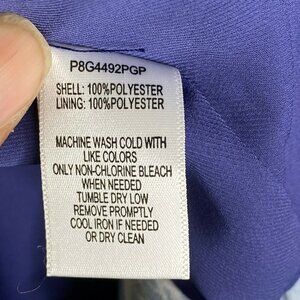 P8G4492PGP
SHELL: 100%POLYESTER
LINING: 100%POLYESTER
MACHINE WASH COLD WITH
LIKE COLORS
ONLY NON-CHLORINE BLEACH
WHEN NEEDED
TUMBLE DRY LOW
REMOVE PROMPTLY
COOL IRON IF NEEDED
OR DRY CLEAN